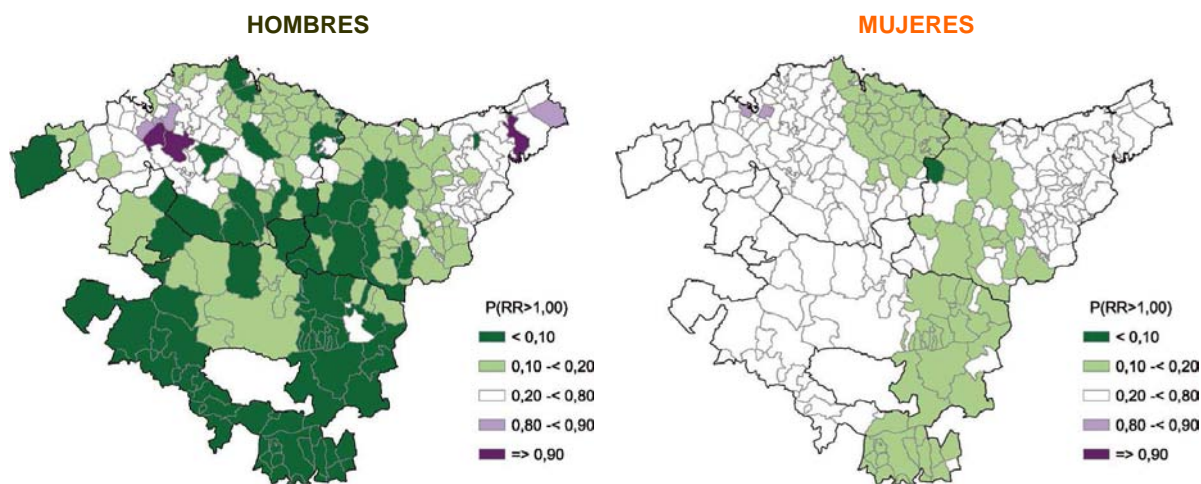 HOMBRES
P(RR>1,00)
< 0,10
0,10 -< 0,20
0,20 -< 0,80
0,80 -< 0,90
=> 0,90
MUJERES
P(RR>1,00)
< 0,10
0,10 -< 0,20
0,20 -< 0,80
0,80 -< 0,90
=> 0,90